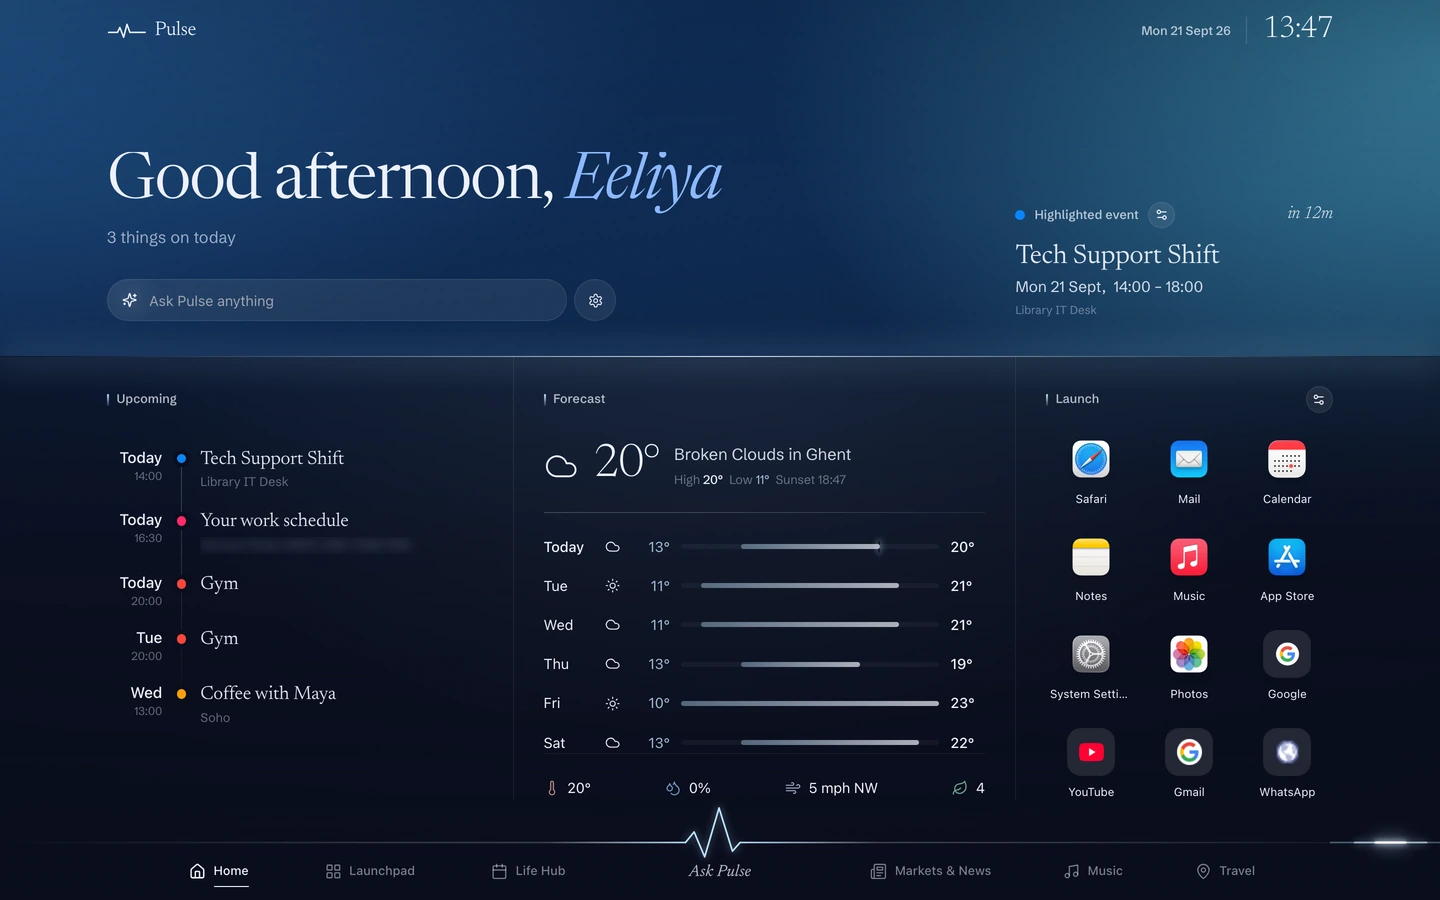 Pulse
Mon 21 Sept 26
13:47
Good afternoon, Eeliya
3 things on today
Ask Pulse anything
Highlighted event
in 12m
Tech Support Shift
Mon 21 Sept, 14:00 – 18:00
Library IT Desk
Upcoming
Today
14:00
Tech Support Shift
Library IT Desk
Today
16:30
Your work schedule
Today
20:00
Gym
Tue
20:00
Gym
Wed
13:00
Coffee with Maya
Soho
Forecast
20°
Broken Clouds in Ghent
High 20° Low 11° Sunset 18:47
Today 13° 20°
Tue 11° 21°
Wed 11° 21°
Thu 13° 19°
Fri 10° 23°
Sat 13° 22°
20° 0% 5 mph NW 4
Launch
Safari Mail Calendar
Notes Music App Store
System Setti... Photos Google
YouTube Gmail WhatsApp
Home Launchpad Life Hub Ask Pulse Markets & News Music Travel